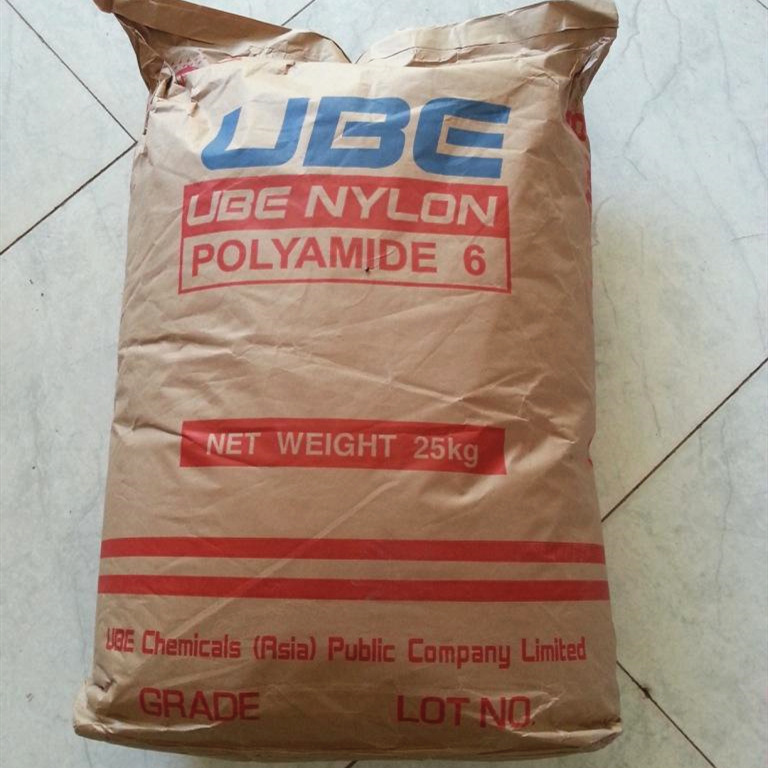 UBE
UBE NYLON
POLYAMIDE 6
NET WEIGHT 25kg
UBE Chemicals (Asia) Public Company Limited
GRADE LOT NO.